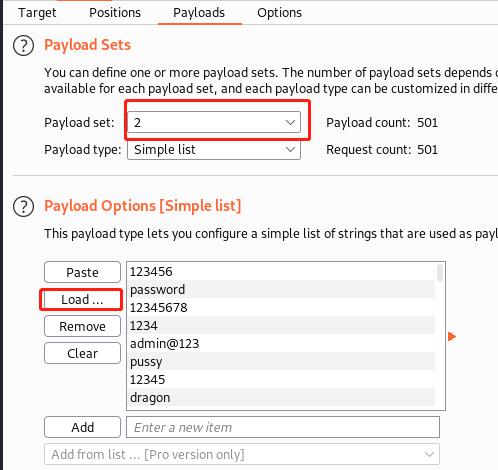 Target Positions Payloads Options
? Payload Sets
You can define one or more payload sets. The number of payload sets depends
available for each payload set, and each payload type can be customized in diffe
Payload set: 2 Payload count: 501
Payload type: Simple list Request count: 501
? Payload Options [Simple list]
This payload type lets you configure a simple list of strings that are used as payl
Paste 123456
password
Load ... 12345678
Remove 1234
admin@123
Clear pussy
12345
dragon
Add Enter a new item
Add from list ... [Pro version only]